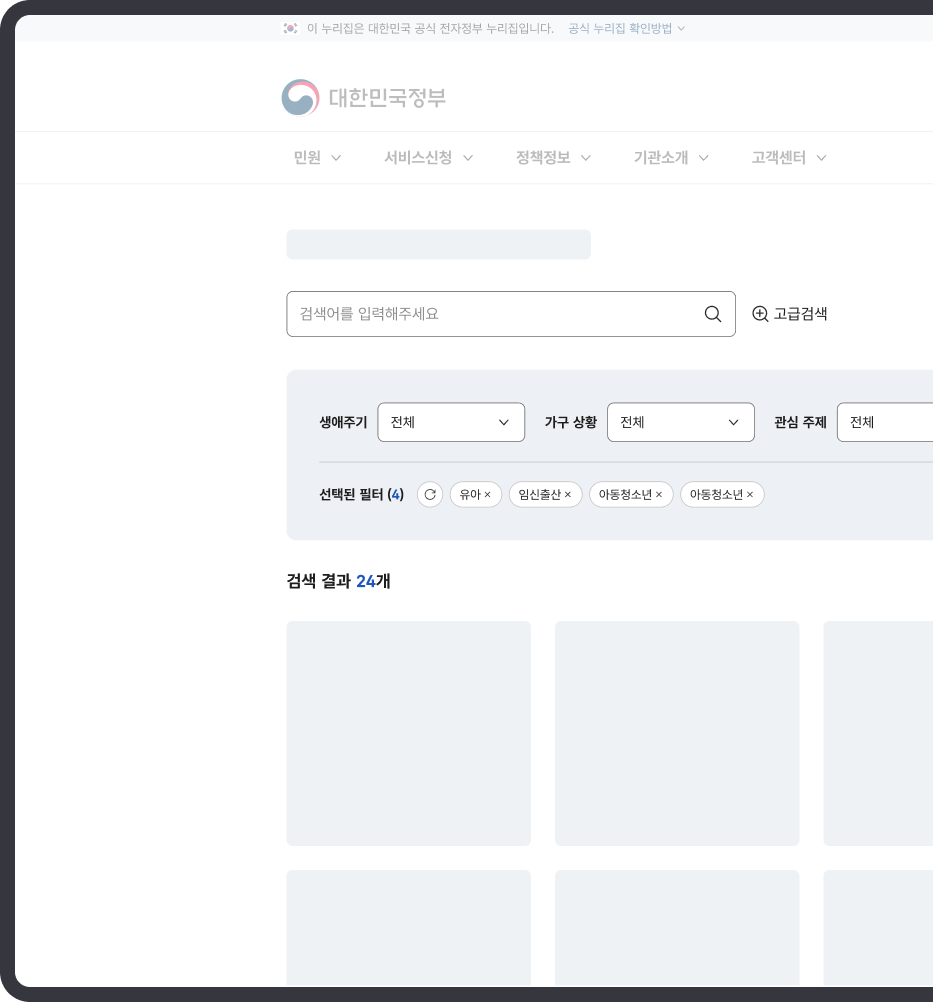 이 누리집은 대한민국 공식 전자정부 누리집입니다. 공식 누리집 확인방법
대한민국정부
민원 서비스신청 정책정보 기관소개 고객센터
검색어를 입력해주세요 고급검색
생애주기 전체 가구 상황 전체 관심 주제 전체
선택된 필터 (4) 유아 × 임신출산 × 아동청소년 × 아동청소년 ×
검색 결과 24개